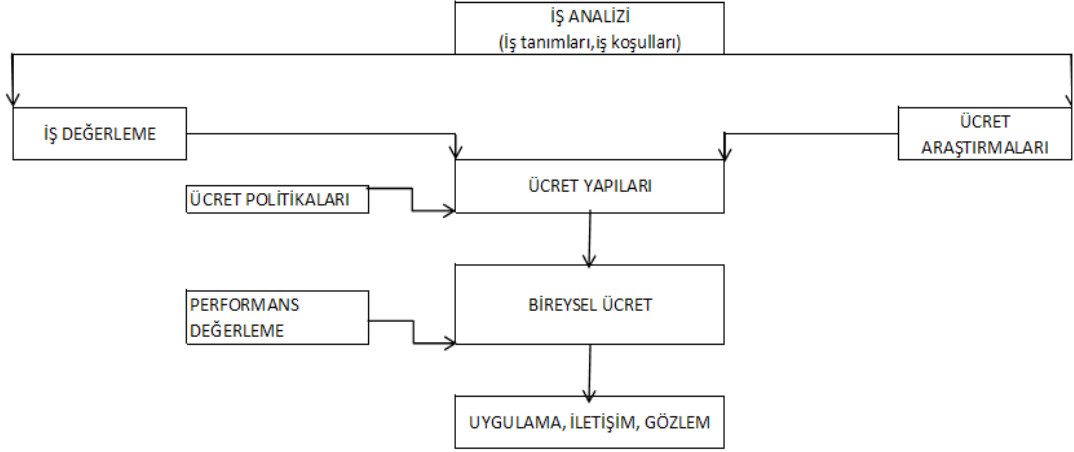 İŞ ANALİZİ
(İş tanımları,iş koşulları)
İŞ DEĞERLEME
ÜCRET
ARAŞTIRMALARI
ÜCRET YAPILARI
ÜCRET POLİTİKALARI
BİREYSEL ÜCRET
PERFORMANS
DEĞERLEME
UYGULAMA, İLETİŞİM, GÖZLEM